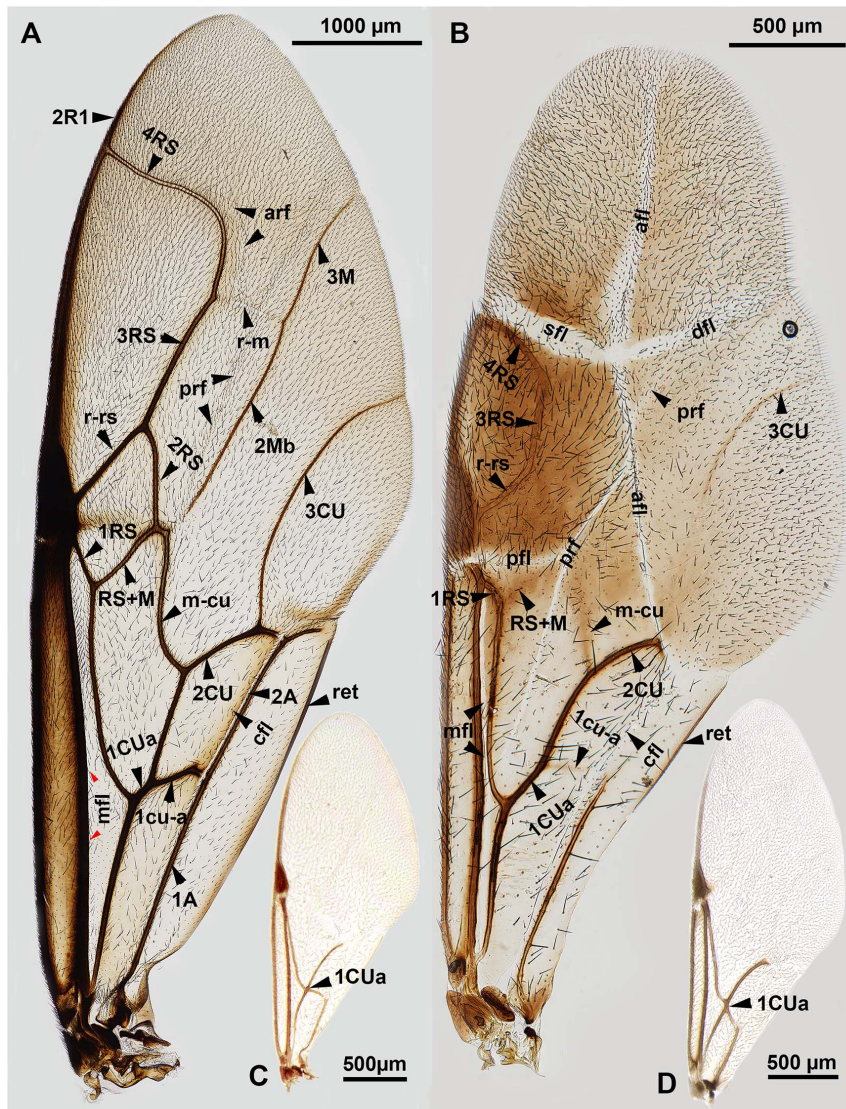 A
1000 µm
2R1
4RS
arf
3M
3RS
r-m
prf
r-rs
2RS
2Mb
3CU
1RS
RS+M
m-cu
2CU
2A
ret
cfl
1CUa
mfl
1cu-a
1A
1CUa
C
500µm
B
500 µm
afl
sfl
dfl
4RS
prf
3RS
3CU
r-rs
afl
pfl
prf
1RS
RS+M
m-cu
2CU
mfl
1cu-a
cfl
ret
1CUa
1CUa
D
500 µm